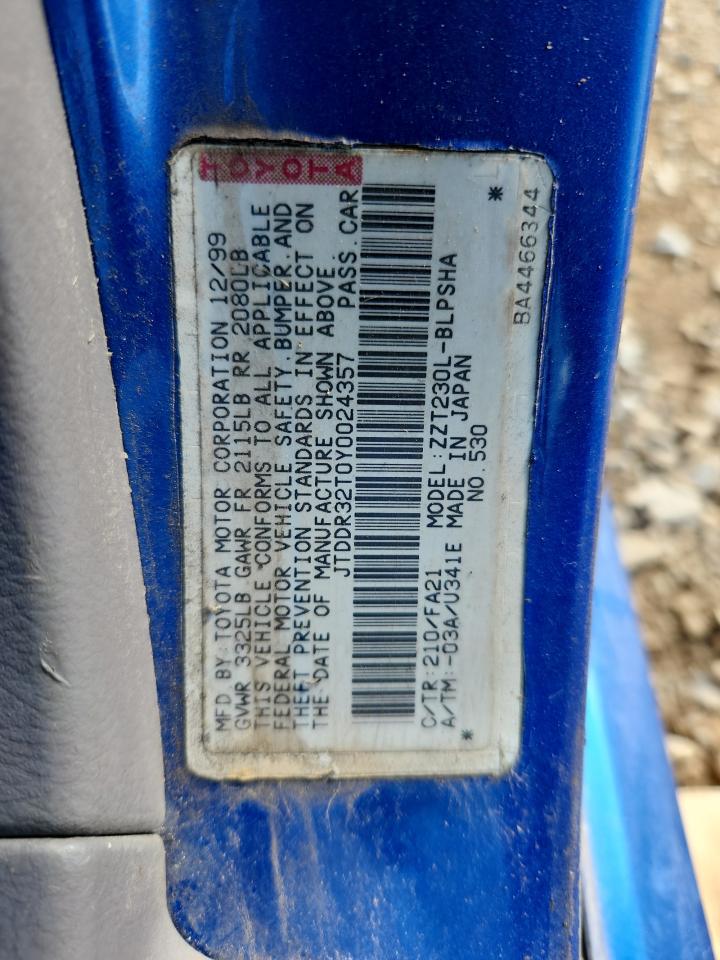 TOYOTA
MFD BY: TOYOTA MOTOR CORPORATION 12/99
GVWR 3325LB GAWR FR 2115LB RR 2080LB
THIS VEHICLE CONFORMS TO ALL APPLICABLE
FEDERAL MOTOR VEHICLE SAFETY, BUMPER, AND
THEFT PREVENTION STANDARDS IN EFFECT ON
THE DATE OF MANUFACTURE SHOWN ABOVE.
JTDDR32T0Y0024357 PASS. CAR
C/TR: 210/FA21 MODEL: ZZT230L-BLPSHA
A/TM: -03A/U341E MADE IN JAPAN
NO. 530
* *
BA4466344